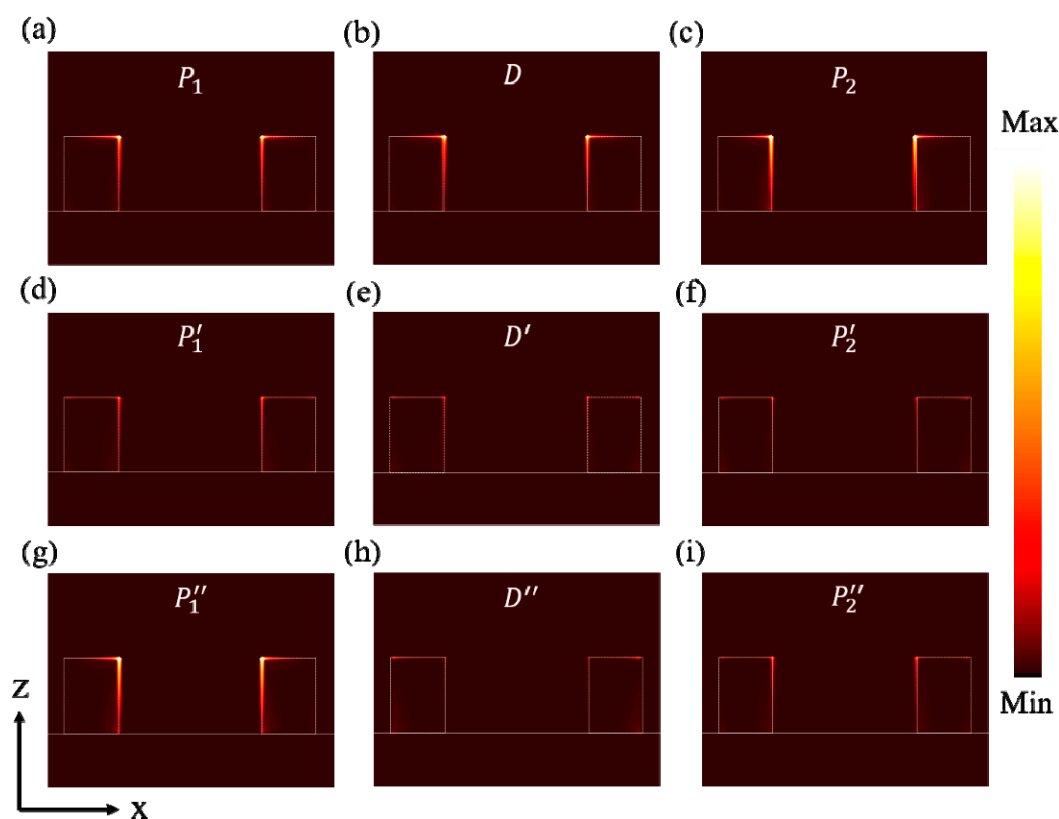 (a) (b) (c)
P₁ D P₂
Max
(d) (e) (f)
P₁′ D′ P₂′
(g) (h) (i)
P₁″ D″ P₂″
z
Min
x